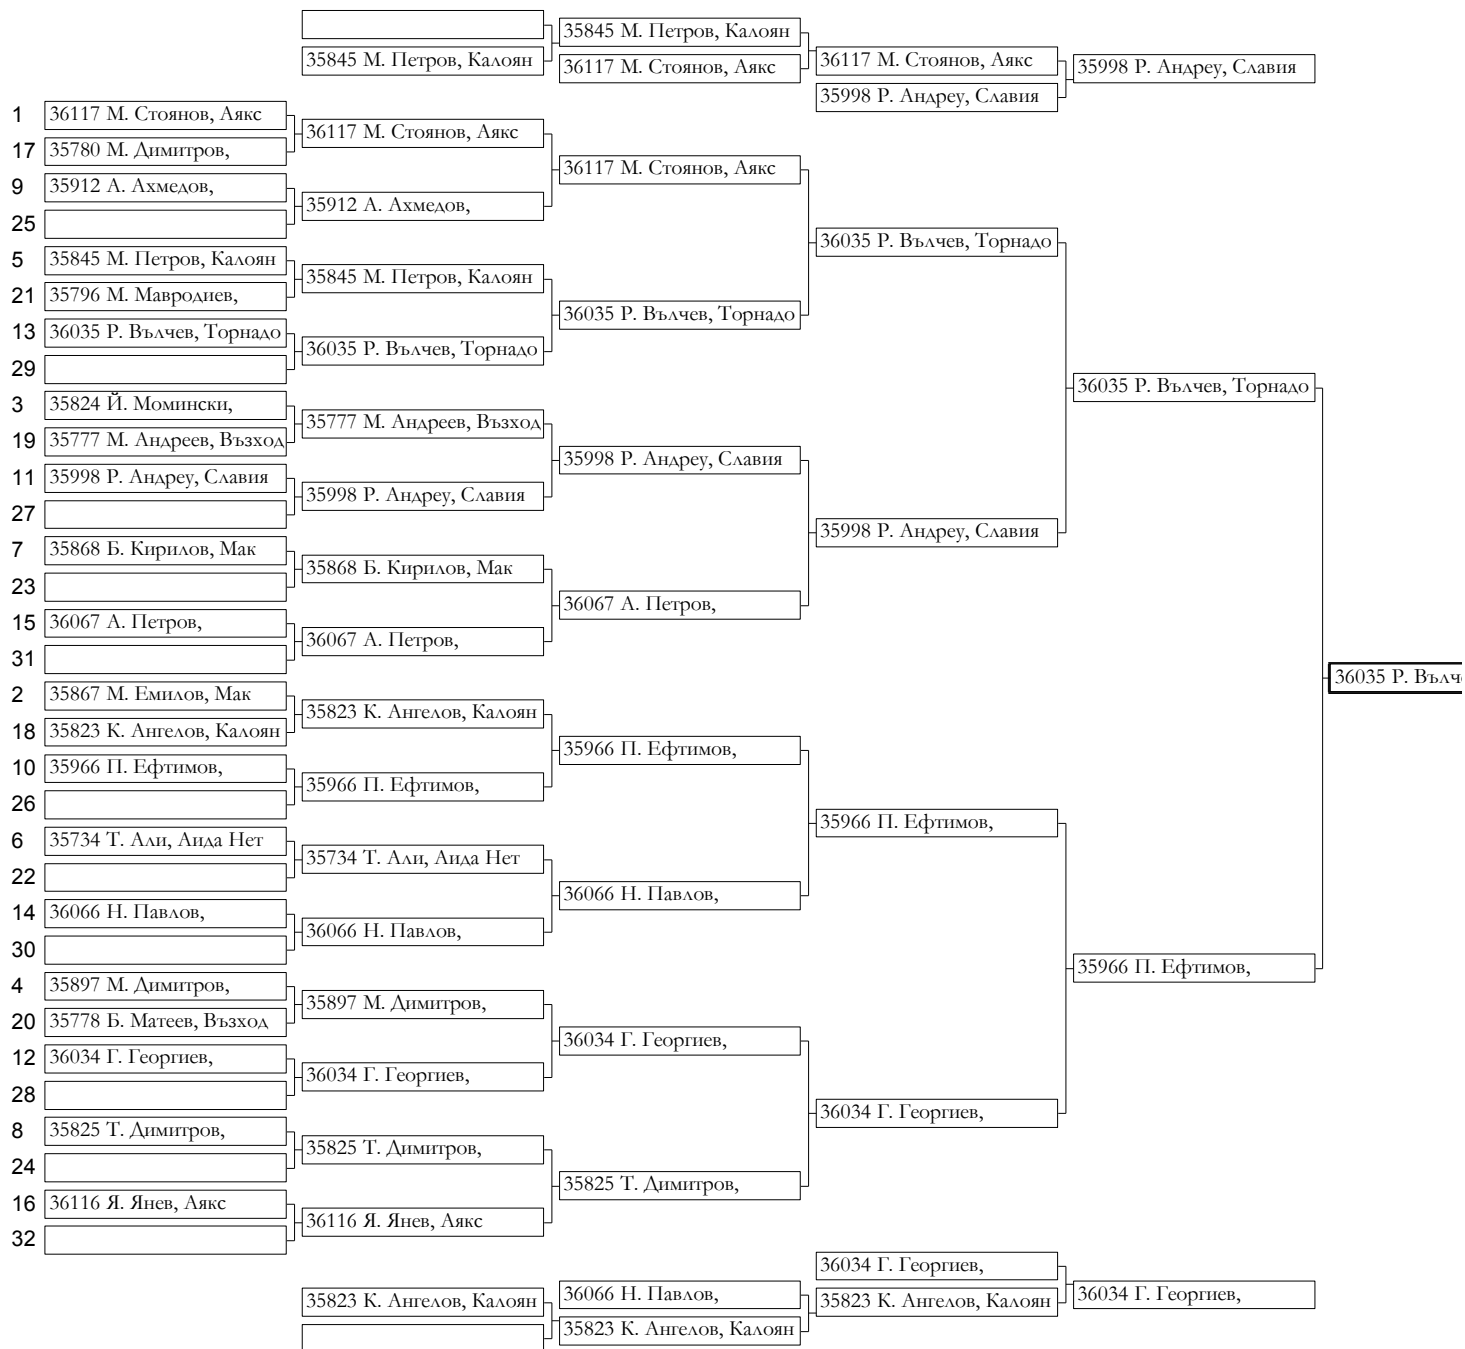 35845 М. Петров, Калоян
35845 М. Петров, Калоян
36117 М. Стоянов, Аякс
36117 М. Стоянов, Аякс
35998 Р. Андреу, Славия
35998 Р. Андреу, Славия
1 36117 М. Стоянов, Аякс
17 35780 М. Димитров,
36117 М. Стоянов, Аякс
36117 М. Стоянов, Аякс
9 35912 А. Ахмедов,
25
35912 А. Ахмедов,
36035 Р. Вълчев, Торнадо
5 35845 М. Петров, Калоян
21 35796 М. Мавродиев,
35845 М. Петров, Калоян
36035 Р. Вълчев, Торнадо
13 36035 Р. Вълчев, Торнадо
29
36035 Р. Вълчев, Торнадо
36035 Р. Вълчев, Торнадо
3 35824 Й. Момински,
19 35777 М. Андреев, Възход
35777 М. Андреев, Възход
35998 Р. Андреу, Славия
11 35998 Р. Андреу, Славия
27
35998 Р. Андреу, Славия
35998 Р. Андреу, Славия
7 35868 Б. Кирилов, Мак
23
35868 Б. Кирилов, Мак
36067 А. Петров,
15 36067 А. Петров,
31
36067 А. Петров,
36035 Р. Вълч
2 35867 М. Емилов, Мак
18 35823 К. Ангелов, Калоян
35823 К. Ангелов, Калоян
35966 П. Ефтимов,
10 35966 П. Ефтимов,
26
35966 П. Ефтимов,
35966 П. Ефтимов,
6 35734 Т. Али, Аида Нет
22
35734 Т. Али, Аида Нет
36066 Н. Павлов,
14 36066 Н. Павлов,
30
36066 Н. Павлов,
35966 П. Ефтимов,
4 35897 М. Димитров,
20 35778 Б. Матеев, Възход
35897 М. Димитров,
36034 Г. Георгиев,
12 36034 Г. Георгиев,
28
36034 Г. Георгиев,
36034 Г. Георгиев,
8 35825 Т. Димитров,
24
35825 Т. Димитров,
35825 Т. Димитров,
16 36116 Я. Янев, Аякс
32
36116 Я. Янев, Аякс
36034 Г. Георгиев,
35823 К. Ангелов, Калоян
36066 Н. Павлов,
35823 К. Ангелов, Калоян
36034 Г. Георгиев,
35823 К. Ангелов, Калоян